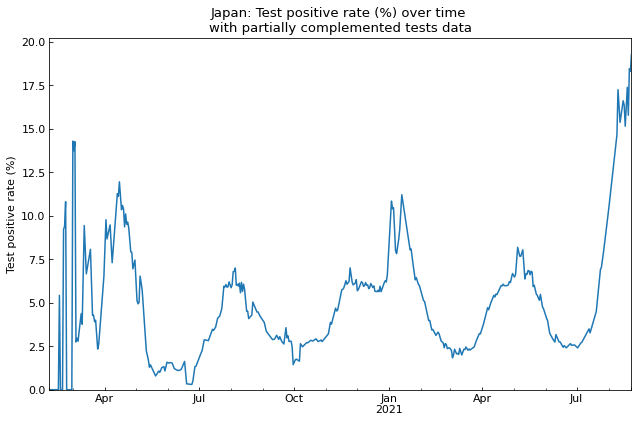 Japan: Test positive rate (%) over time
with partially complemented tests data
Test positive rate (%)
20.0
17.5
15.0
12.5
10.0
7.5
5.0
2.5
0.0
Apr Jul Oct Jan Apr Jul
2021